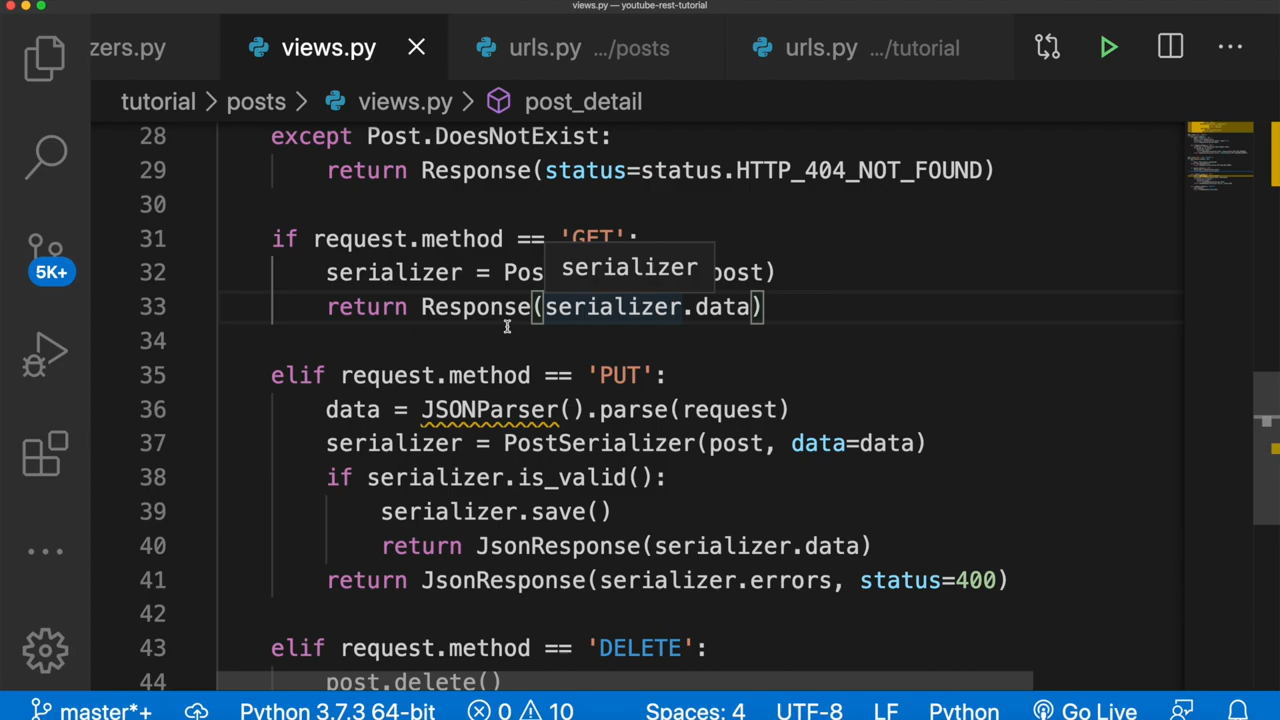 views.py — youtube-rest-tutorial
zers.py views.py urls.py .../posts urls.py .../tutorial
tutorial > posts > views.py > post_detail
28 except Post.DoesNotExist:
29 return Response(status=status.HTTP_404_NOT_FOUND)
30
31 if request.method == 'GET':
serializer
32 serializer = Pos post)
33 return Response(serializer.data)
34
35 elif request.method == 'PUT':
36 data = JSONParser().parse(request)
37 serializer = PostSerializer(post, data=data)
38 if serializer.is_valid():
39 serializer.save()
40 return JsonResponse(serializer.data)
41 return JsonResponse(serializer.errors, status=400)
42
43 elif request.method == 'DELETE':
44 post.delete()
5K+
master*+ Python 3.7.3 64-bit 0 10 Spaces: 4 UTF-8 LF Python Go Live